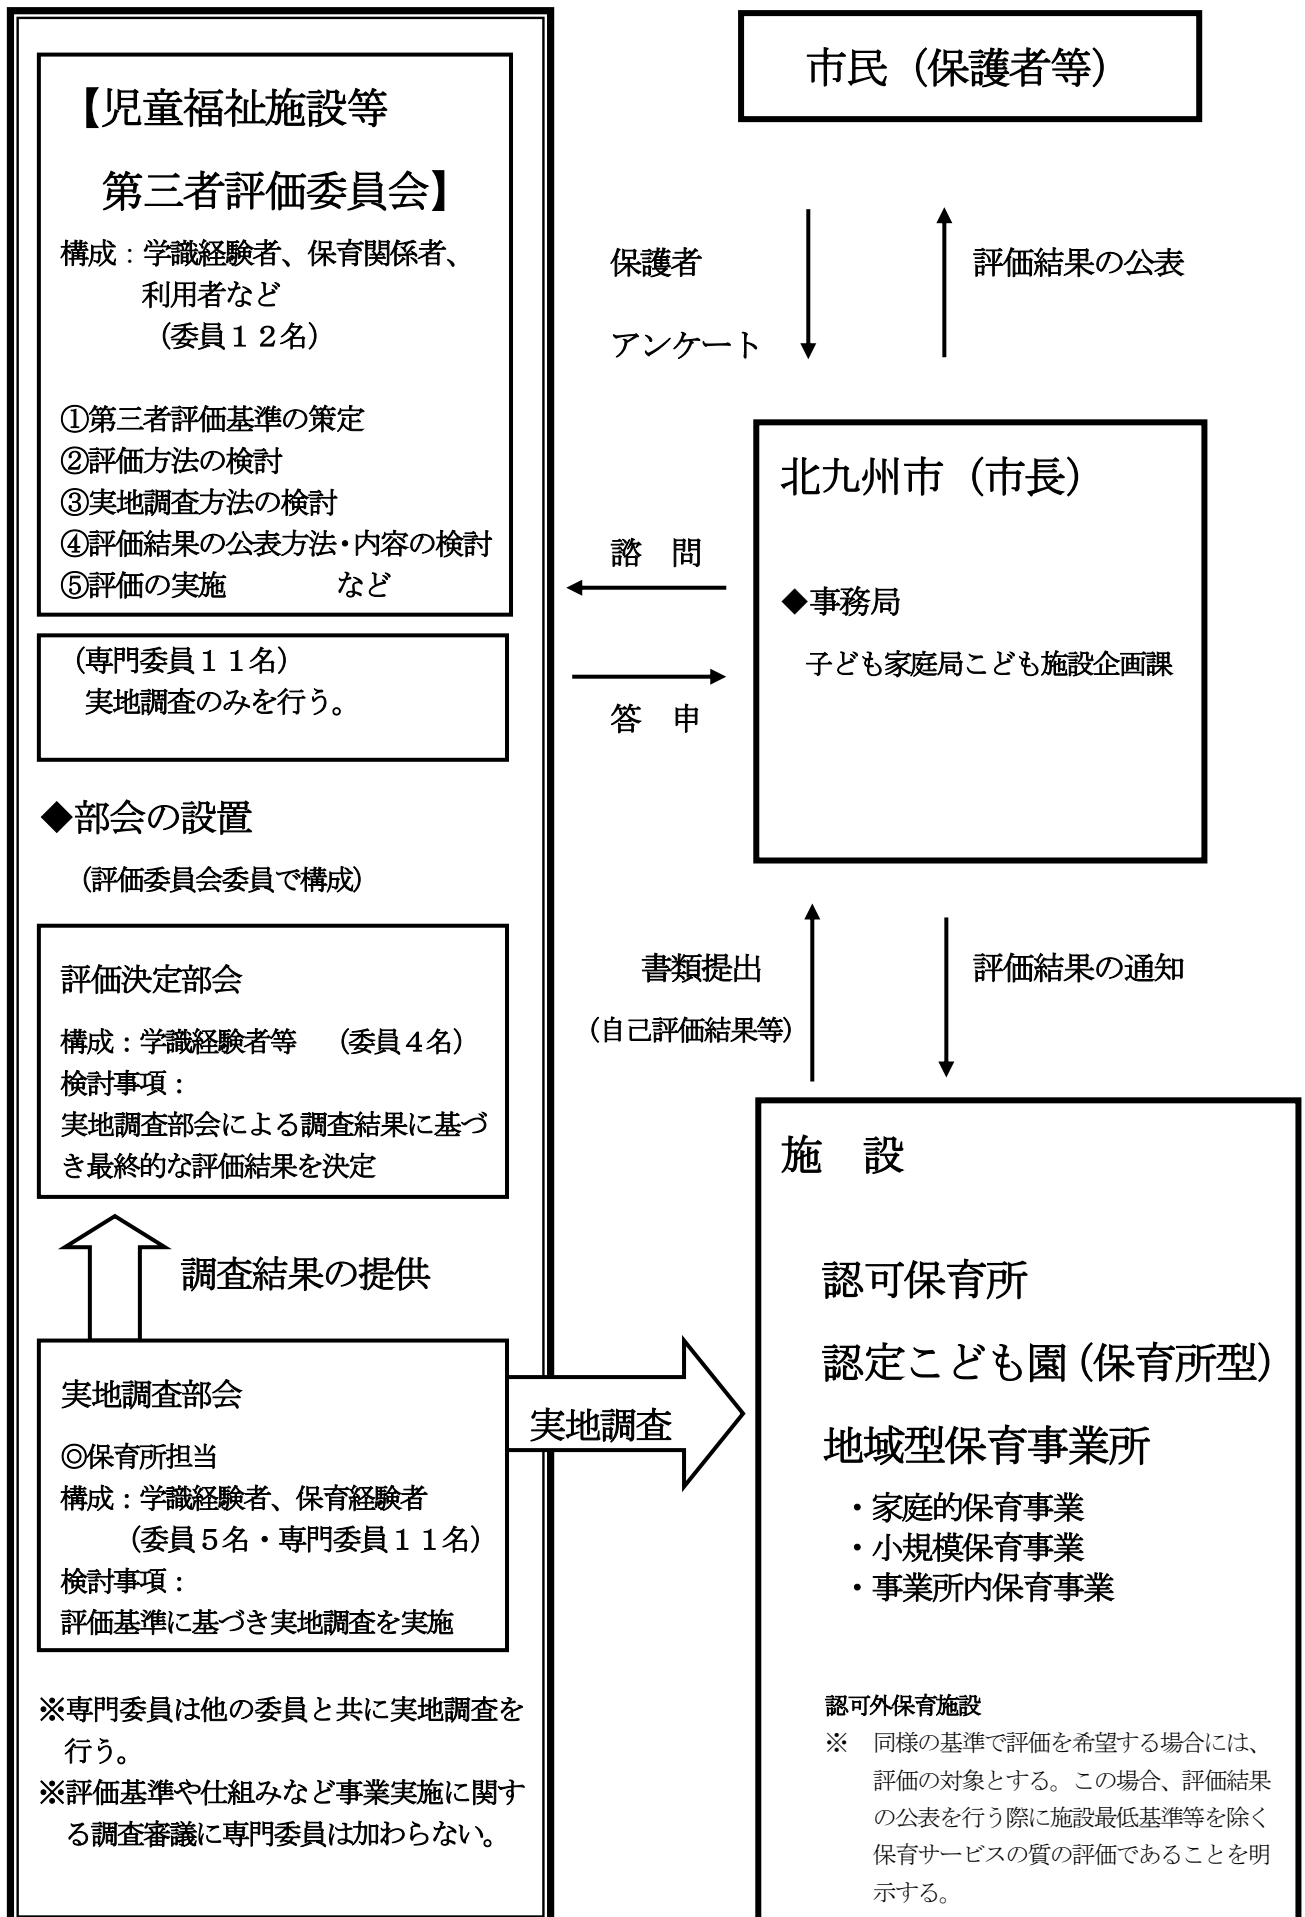 【児童福祉施設等
第三者評価委員会】
構成：学識経験者、保育関係者、
利用者など
（委員１２名）
①第三者評価基準の策定
②評価方法の検討
③実地調査方法の検討
④評価結果の公表方法・内容の検討
⑤評価の実施　　　　など
（専門委員１１名）
実地調査のみを行う。
◆部会の設置
（評価委員会委員で構成）
評価決定部会
構成：学識経験者等　（委員４名）
検討事項：
実地調査部会による調査結果に基づ
き最終的な評価結果を決定
調査結果の提供
実地調査部会
◎保育所担当
構成：学識経験者、保育経験者
（委員５名・専門委員１１名）
検討事項：
評価基準に基づき実地調査を実施
※専門委員は他の委員と共に実地調査を
行う。
※評価基準や仕組みなど事業実施に関す
る調査審議に専門委員は加わらない。
市民（保護者等）
保護者
アンケート
評価結果の公表
諮　問
答　申
北九州市（市長）
◆事務局
子ども家庭局こども施設企画課
書類提出
（自己評価結果等）
評価結果の通知
実地調査
施　設
認可保育所
認定こども園（保育所型）
地域型保育事業所
・家庭的保育事業
・小規模保育事業
・事業所内保育事業
認可外保育施設
※　同様の基準で評価を希望する場合には、
評価の対象とする。この場合、評価結果
の公表を行う際に施設最低基準等を除く
保育サービスの質の評価であることを明
示する。